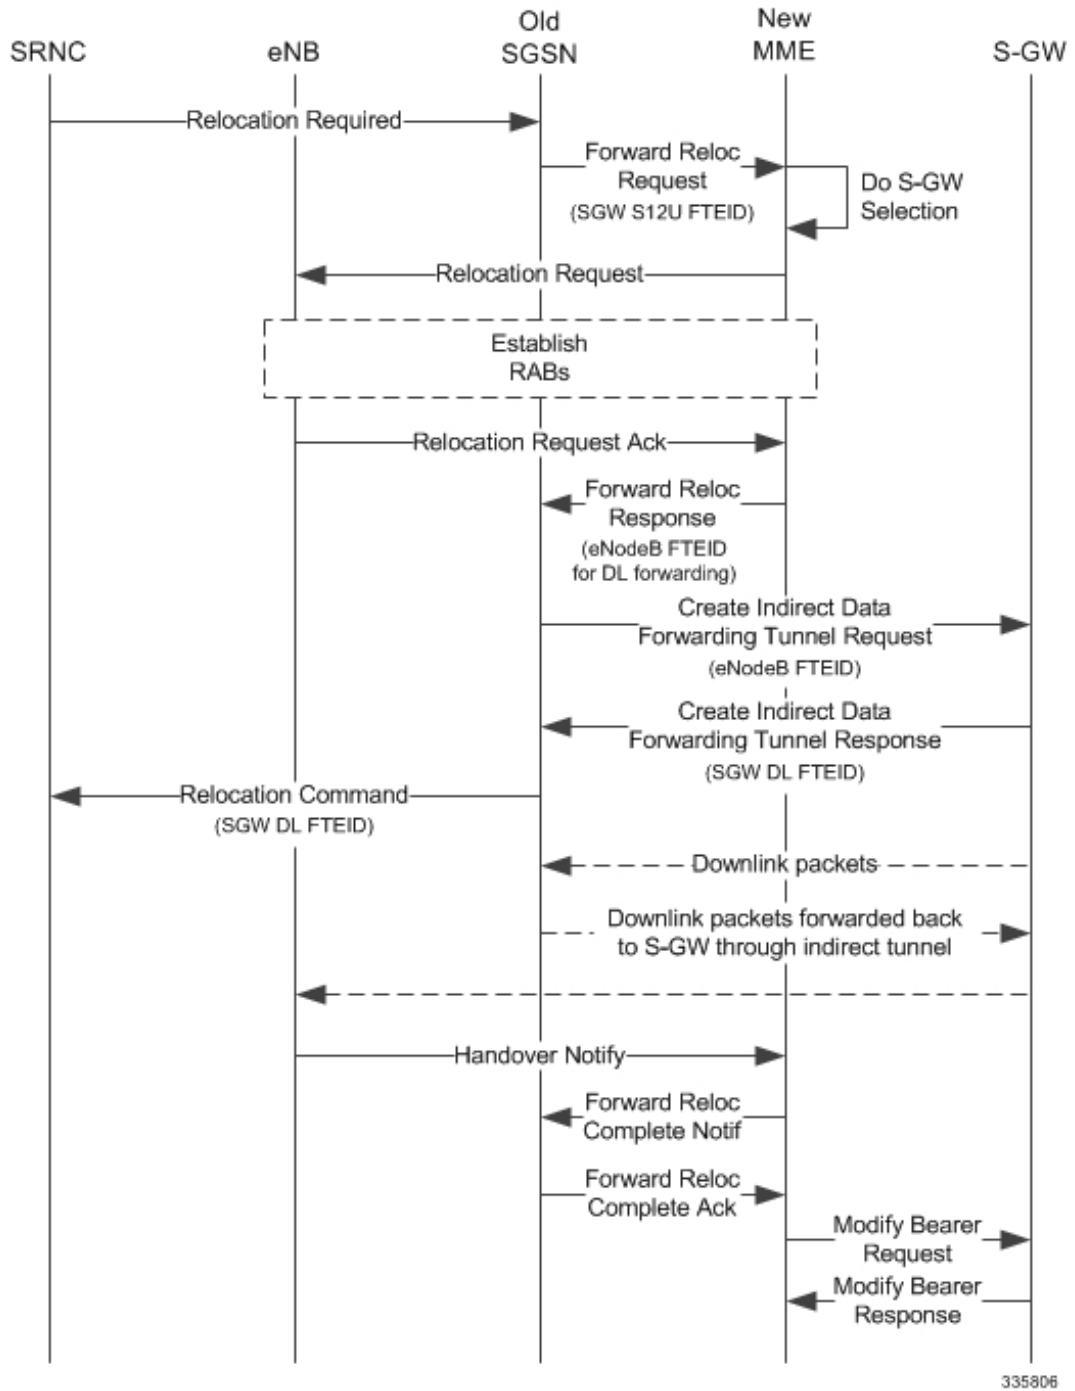 Old
New
SRNC
eNB
SGSN
MME
S-GW
Relocation Required
Forward Reloc
Request
(SGW S12U FTEID)
Do S-GW
Selection
Relocation Request
Establish
RABs
Relocation Request Ack
Forward Reloc
Response
(eNodeB FTEID
for DL forwarding)
Create Indirect Data
Forwarding Tunnel Request
(eNodeB FTEID)
Create Indirect Data
Forwarding Tunnel Response
(SGW DL FTEID)
Relocation Command
(SGW DL FTEID)
Downlink packets
Downlink packets forwarded back
to S-GW through indirect tunnel
Handover Notify
Forward Reloc
Complete Notif
Forward Reloc
Complete Ack
Modify Bearer
Request
Modify Bearer
Response
335806